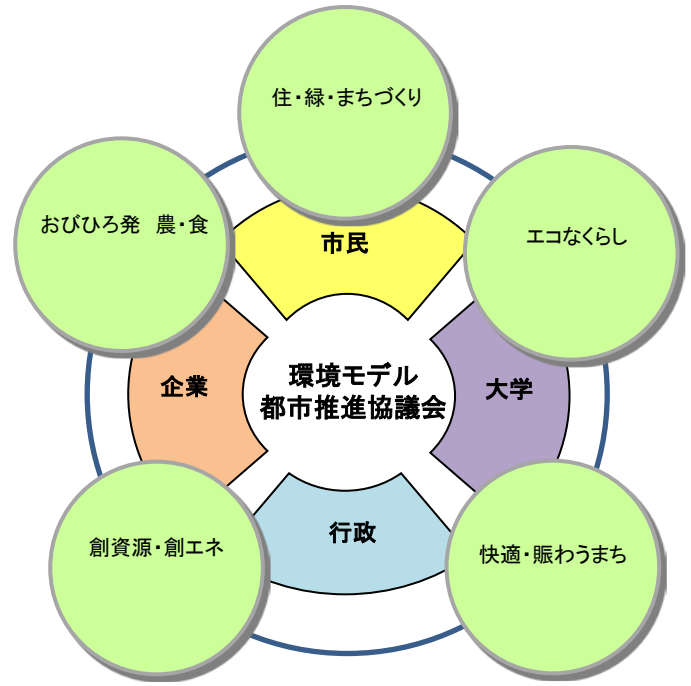 住・緑・まちづくり
おびひろ発　農・食
エコなくらし
市民
環境モデル
都市推進協議会
企業
大学
行政
創資源・創エネ
快適・賑わうまち